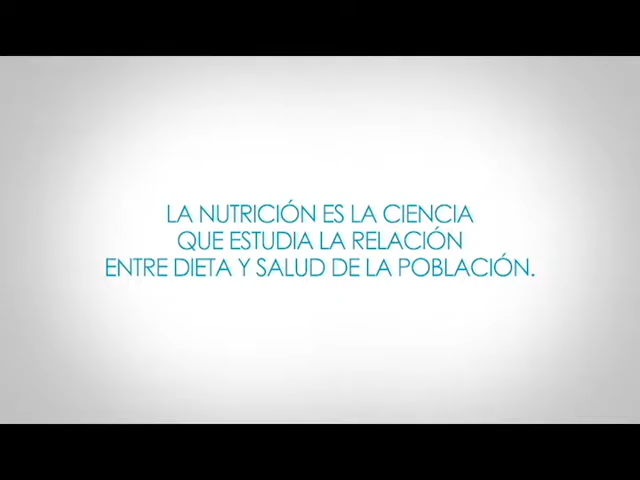 LA NUTRICIÓN ES LA CIENCIA
QUE ESTUDIA LA RELACIÓN
ENTRE DIETA Y SALUD DE LA POBLACIÓN.